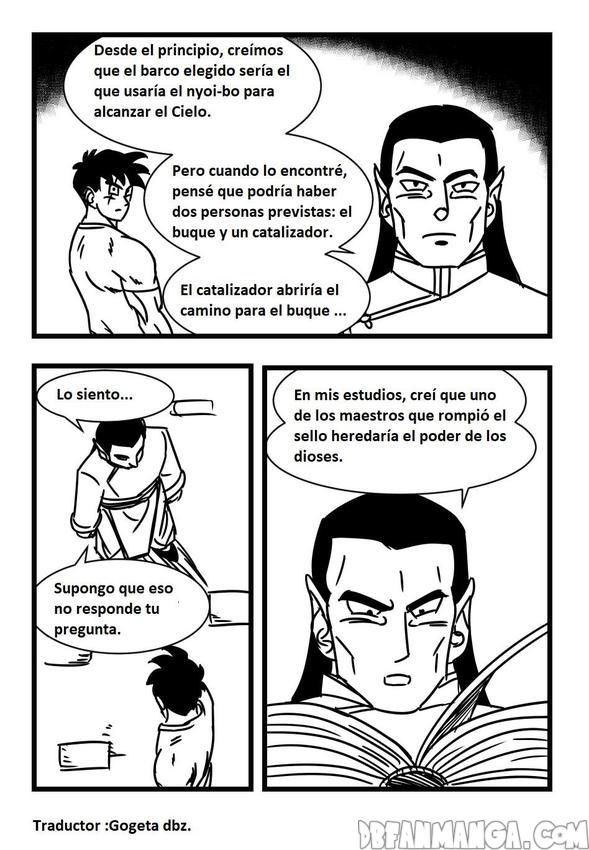 Desde el principio, creímos
que el barco elegido sería el
que usaría el nyoi-bo para
alcanzar el Cielo.
Pero cuando lo encontré,
pensé que podría haber
dos personas previstas: el
buque y un catalizador.
El catalizador abriría el
camino para el buque ...
Lo siento...
Supongo que eso
no responde tu
pregunta.
En mis estudios, creí que uno
de los maestros que rompió el
sello heredaría el poder de los
dioses.
Traductor :Gogeta dbz.
DBFANMANGA.COM